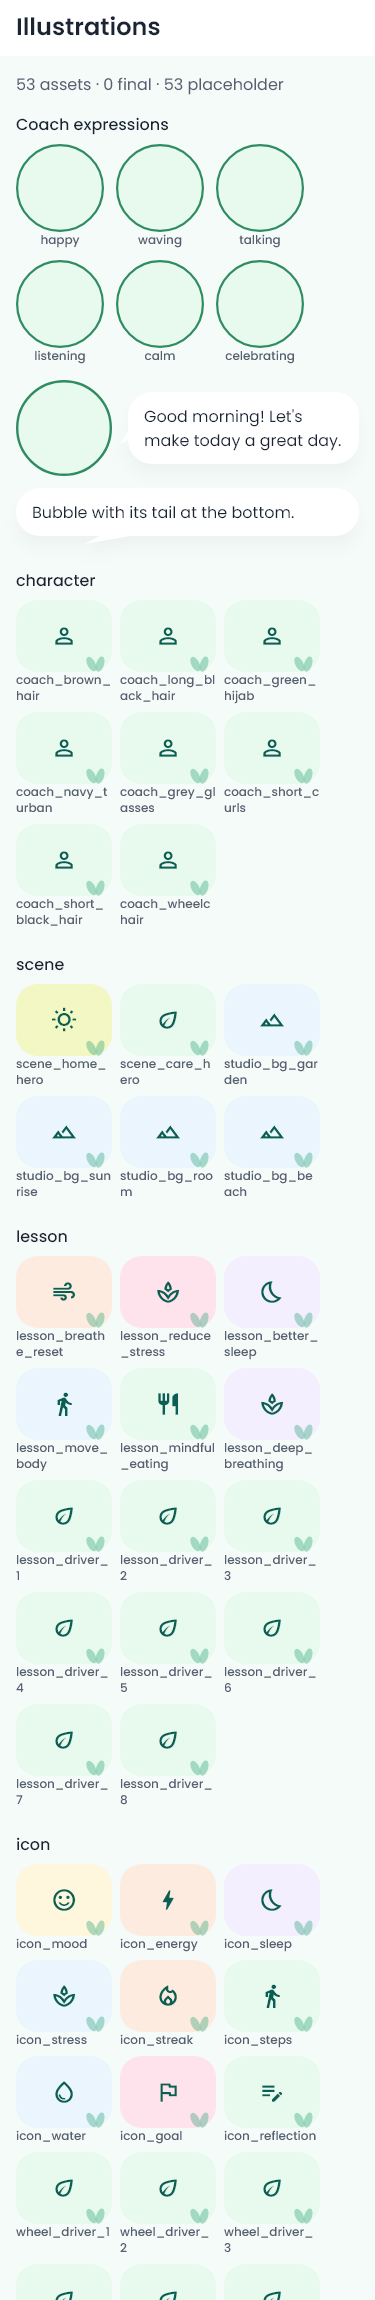 Illustrations
53 assets · 0 final · 53 placeholder
Coach expressions
happy
waving
talking
listening
calm
celebrating
Good morning! Let's
make today a great day.
Bubble with its tail at the bottom.
character
coach_brown_
hair
coach_long_bl
ack_hair
coach_green_
hijab
coach_navy_t
urban
coach_grey_gl
asses
coach_short_c
urls
coach_short_
black_hair
coach_wheelc
hair
scene
scene_home_
hero
scene_care_h
ero
studio_bg_gar
den
studio_bg_sun
rise
studio_bg_roo
m
studio_bg_be
ach
lesson
lesson_breath
e_reset
lesson_reduce
_stress
lesson_better_
sleep
lesson_move_
body
lesson_mindful
_eating
lesson_deep_
breathing
lesson_driver_
1
lesson_driver_
2
lesson_driver_
3
lesson_driver_
4
lesson_driver_
5
lesson_driver_
6
lesson_driver_
7
lesson_driver_
8
icon
icon_mood
icon_energy
icon_sleep
icon_stress
icon_streak
icon_steps
icon_water
icon_goal
icon_reflection
wheel_driver_1
wheel_driver_
2
wheel_driver_
3